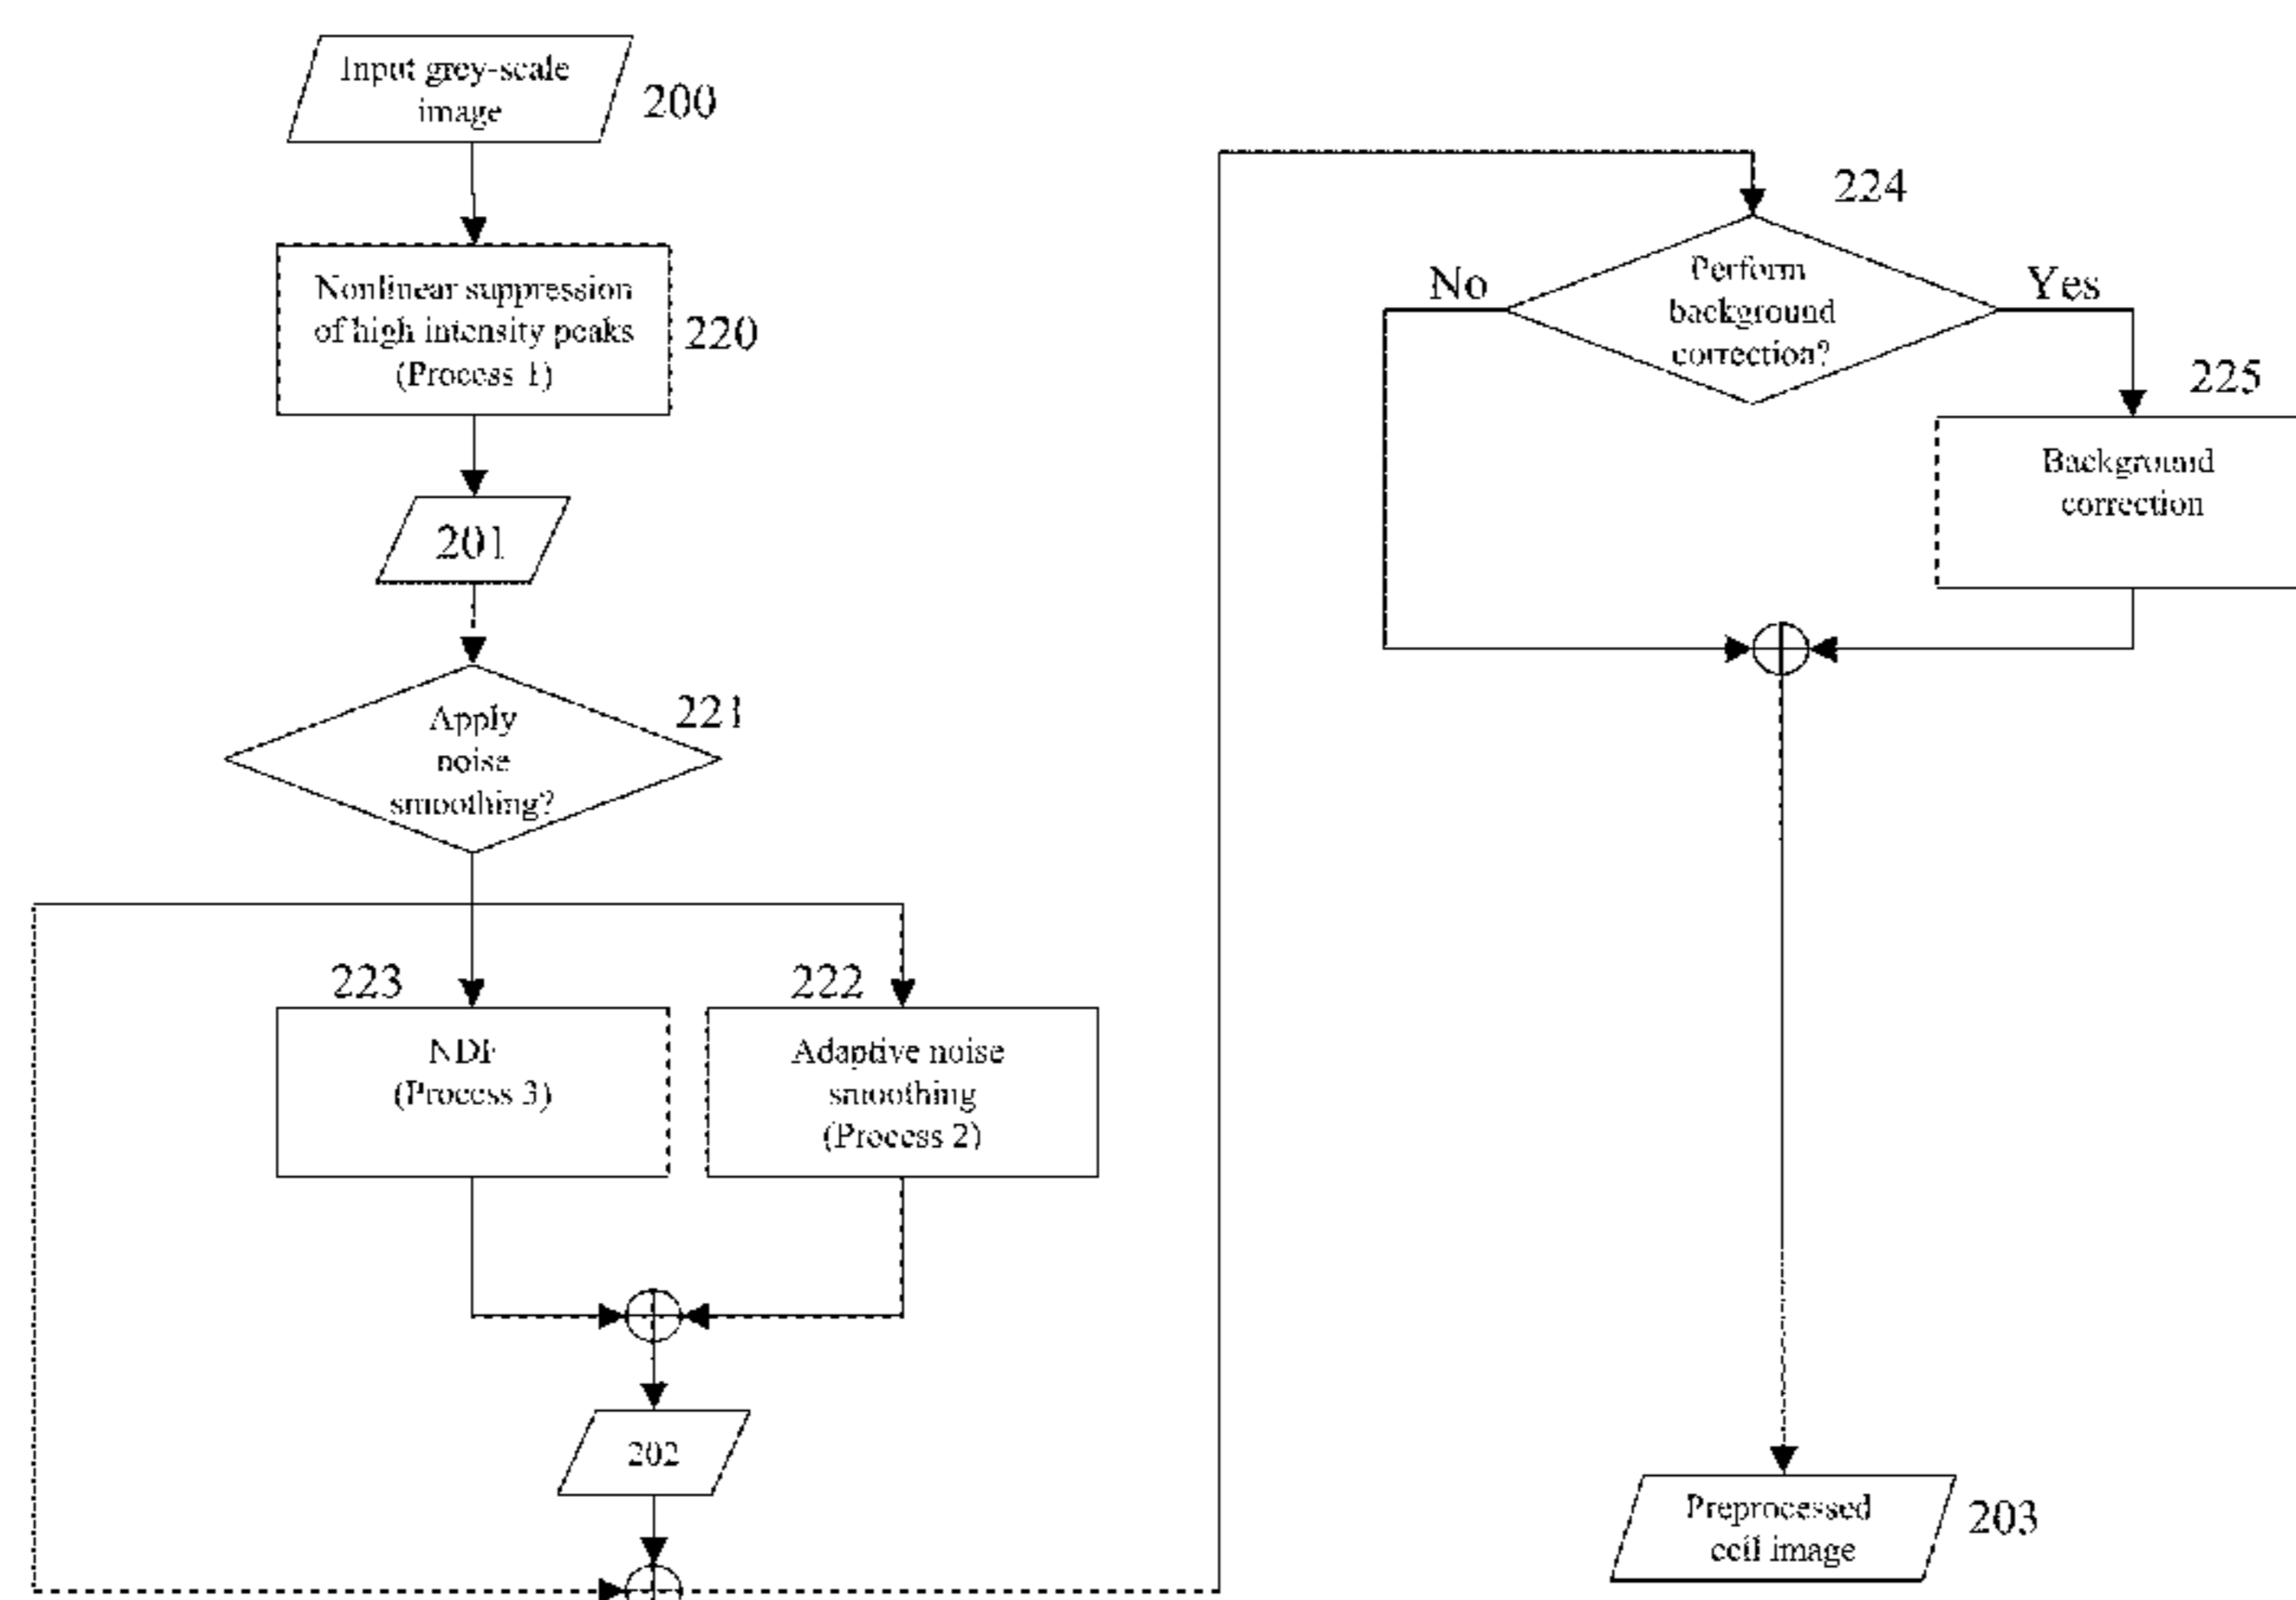 Input grey-scale
image
200
Nonlinear suppression
of high intensity peaks
(Process 1)
220
201
Apply
noise
smoothing?
221
223
NDF
(Process 3)
222
Adaptive noise
smoothing
(Process 2)
202
224
Perform
background
correction?
No
Yes
225
Background
correction
Preprocessed
cell image
203